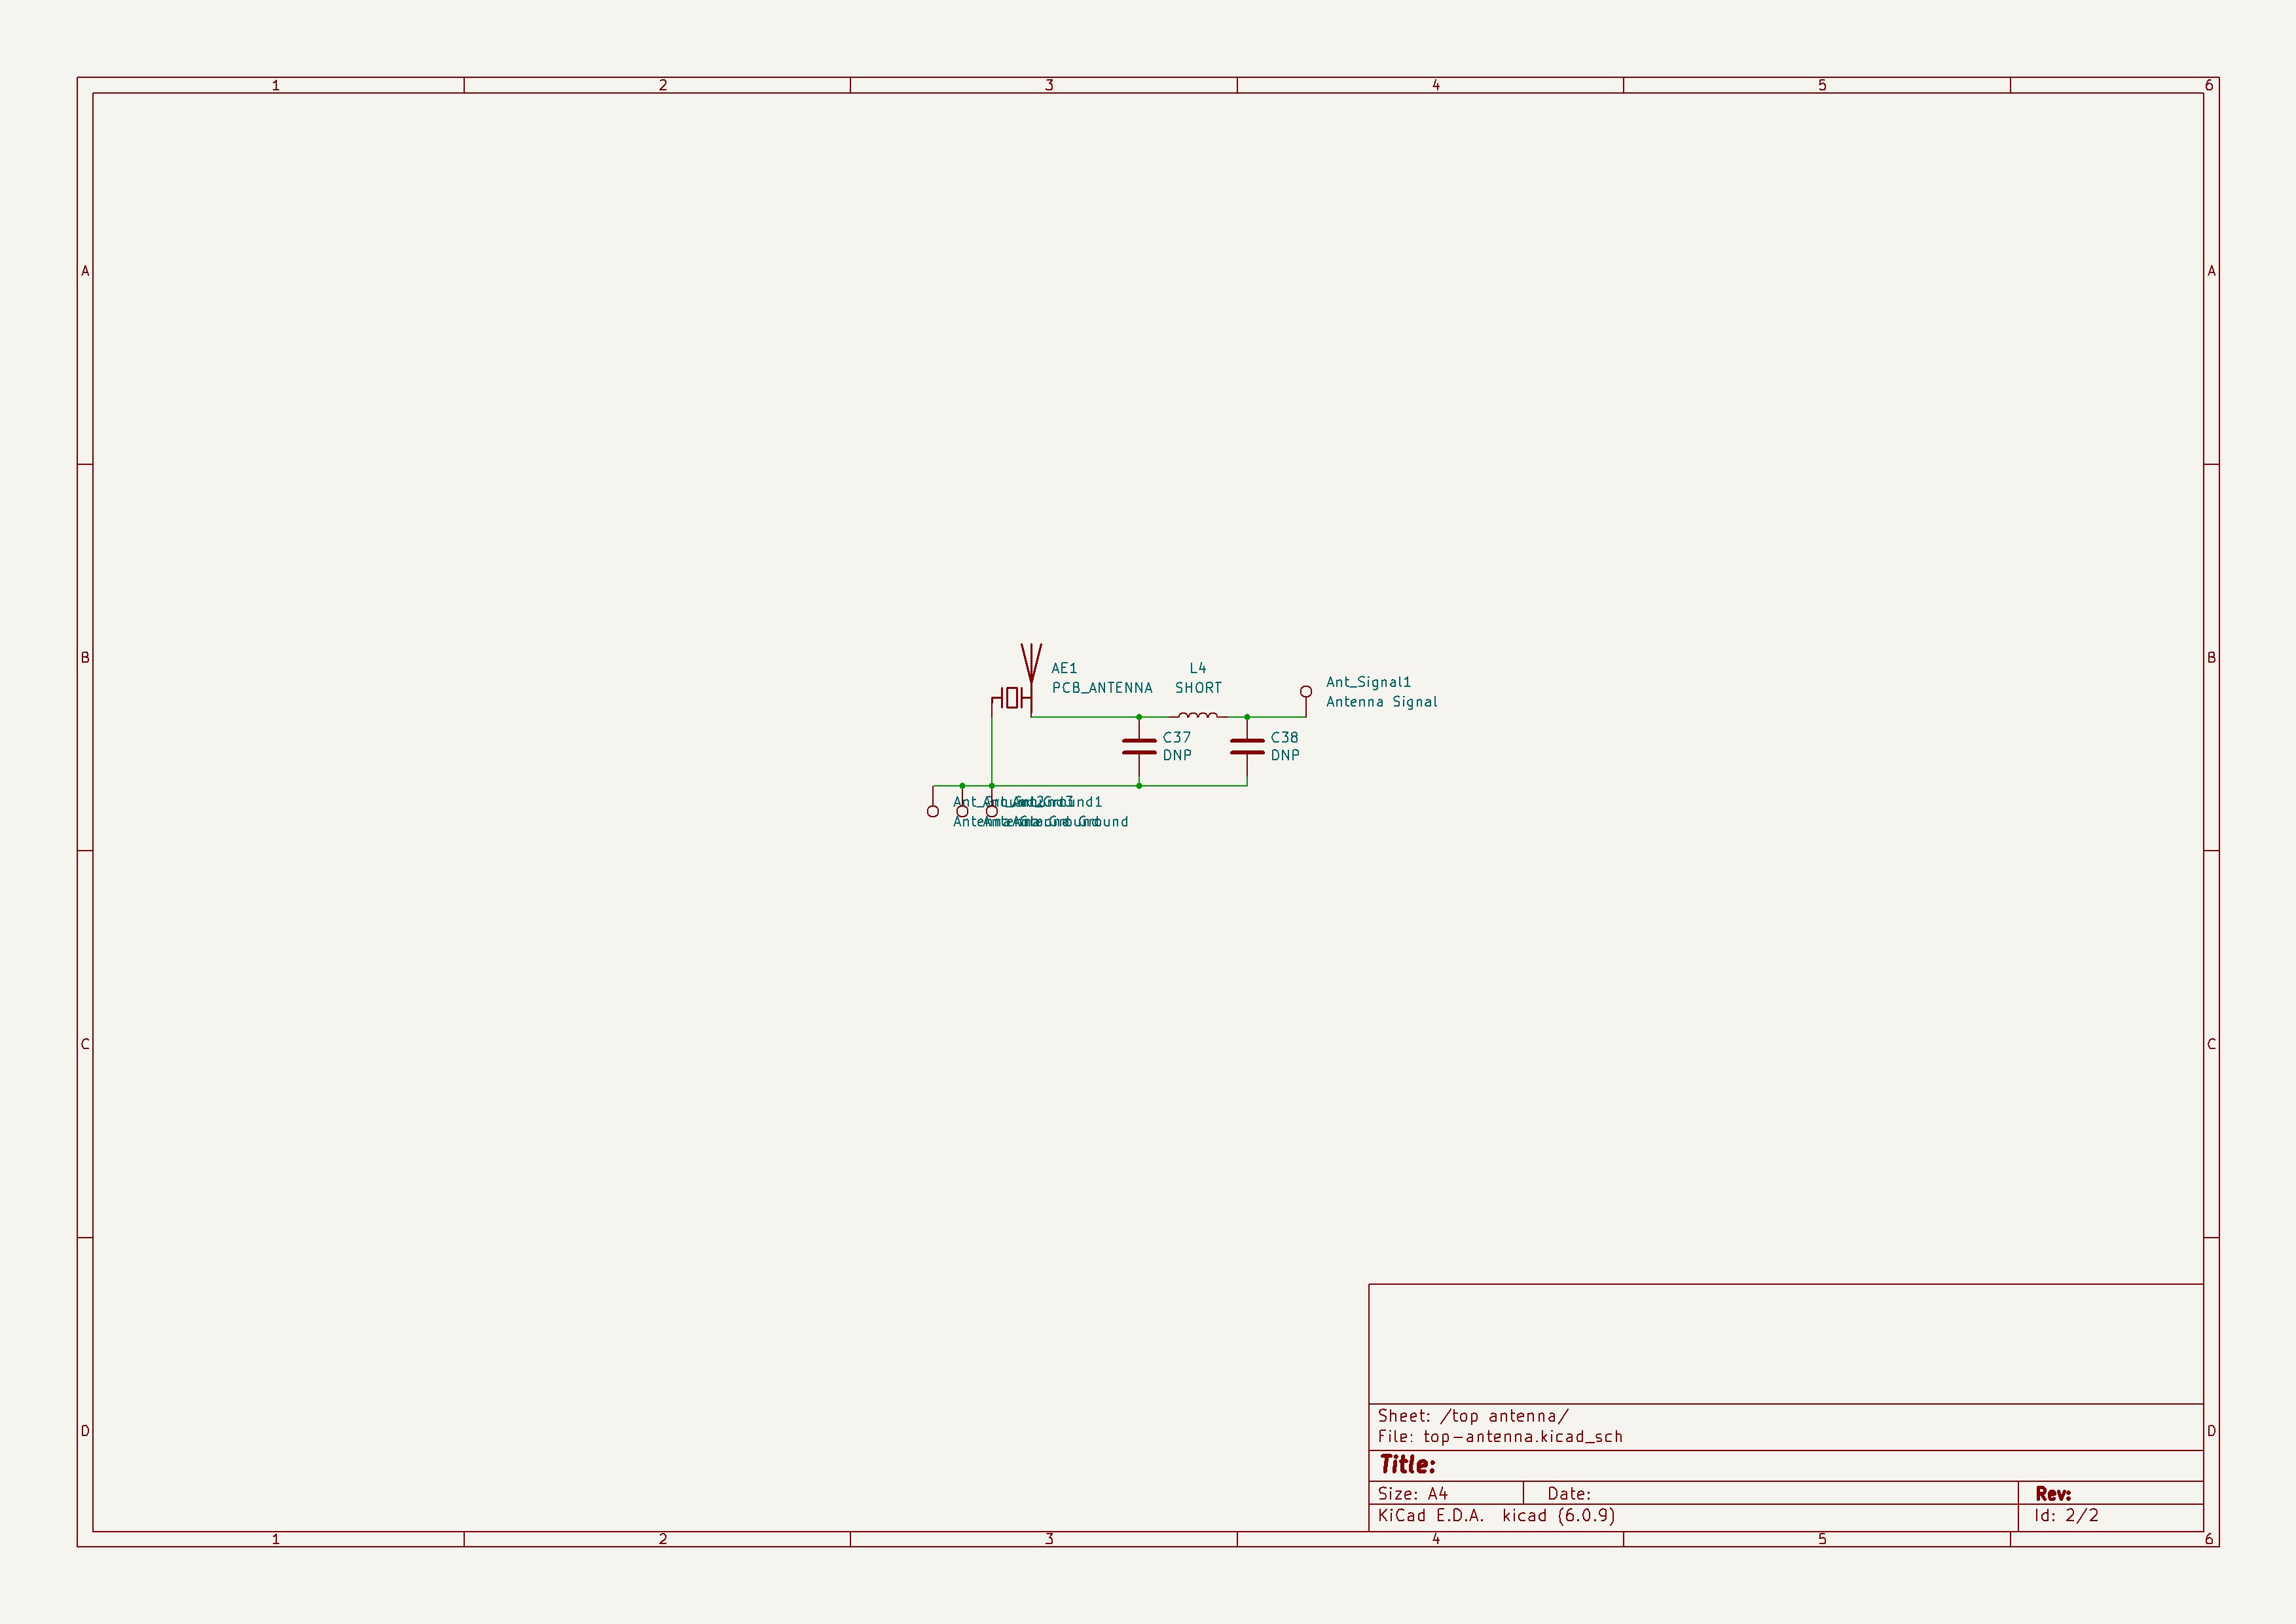 1 2 3 4 5 6
A A
B B
AE1
PCB_ANTENNA
L4
SHORT
Ant_Signal1
Antenna Signal
C37
DNP
C38
DNP
C C
Sheet: /top antenna/
File: top-antenna.kicad_sch
D D
Title:
Size: A4 Date: Rev:
KiCad E.D.A. kicad (6.0.9) Id: 2/2
1 2 3 4 5 6